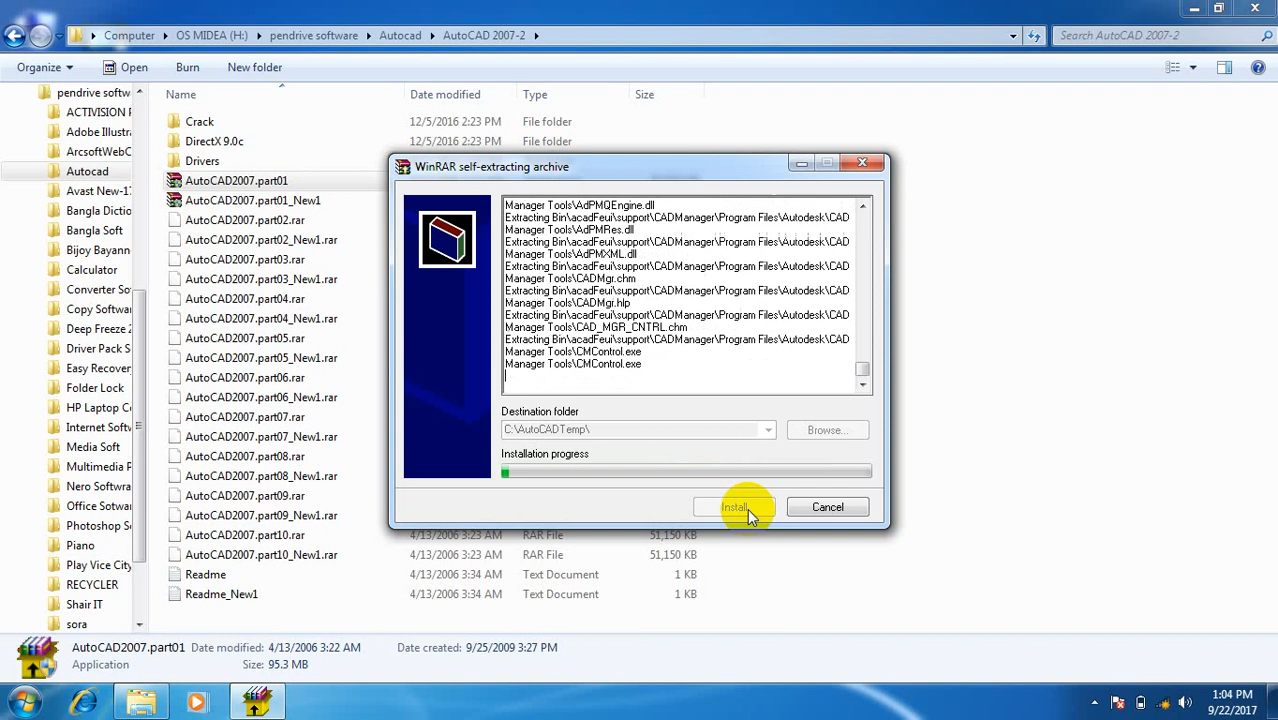 Computer OS MIDEA (H:) pendrive software Autocad AutoCAD 2007-2
Search AutoCAD 2007-2
Organize Open Burn New folder
pendrive softw
ACTIVISION F
Adobe Illustra
ArcsoftWebC
Autocad
Avast New-17
Bangla Diction
Bangla Soft
Bijoy Bayanno
Calculator
Converter So
Copy Softwar
Deep Freeze 2
Driver Pack S
Easy Recover
Folder Lock
HP Laptop C
Internet Softw
Media Soft
Multimedia P
Nero Softwar
Office Sotwar
Photoshop S
Piano
Play Vice City
RECYCLER
Shair IT
sora
Name Date modified Type Size
Crack 12/5/2016 2:23 PM File folder
DirectX 9.0c 12/5/2016 2:23 PM File folder
Drivers
AutoCAD2007.part01
AutoCAD2007.part01_New1
AutoCAD2007.part02.rar
AutoCAD2007.part02_New1.rar
AutoCAD2007.part03.rar
AutoCAD2007.part03_New1.rar
AutoCAD2007.part04.rar
AutoCAD2007.part04_New1.rar
AutoCAD2007.part05.rar
AutoCAD2007.part05_New1.rar
AutoCAD2007.part06.rar
AutoCAD2007.part06_New1.rar
AutoCAD2007.part07.rar
AutoCAD2007.part07_New1.rar
AutoCAD2007.part08.rar
AutoCAD2007.part08_New1.rar
AutoCAD2007.part09.rar
AutoCAD2007.part09_New1.rar
AutoCAD2007.part10.rar 4/13/2006 3:23 AM RAR File 51,150 KB
AutoCAD2007.part10_New1.rar 4/13/2006 3:23 AM RAR File 51,150 KB
Readme 4/13/2006 3:34 AM Text Document 1 KB
Readme_New1 4/13/2006 3:34 AM Text Document 1 KB
WinRAR self-extracting archive
Manager Tools\AdPMQEngine.dll
Extracting Bin\acadFeui\support\CADManager\Program Files\Autodesk\CAD
Manager Tools\AdPMRes.dll
Extracting Bin\acadFeui\support\CADManager\Program Files\Autodesk\CAD
Manager Tools\AdPMXML.dll
Extracting Bin\acadFeui\support\CADManager\Program Files\Autodesk\CAD
Manager Tools\CADMgr.chm
Extracting Bin\acadFeui\support\CADManager\Program Files\Autodesk\CAD
Manager Tools\CADMgr.hlp
Extracting Bin\acadFeui\support\CADManager\Program Files\Autodesk\CAD
Manager Tools\CAD_MGR_CNTRL.chm
Extracting Bin\acadFeui\support\CADManager\Program Files\Autodesk\CAD
Manager Tools\CMControl.exe
Manager Tools\CMControl.exe
Destination folder
C:\AutoCADTemp\ Browse...
Installation progress
Install Cancel
AutoCAD2007.part01 Date modified: 4/13/2006 3:22 AM Date created: 9/25/2009 3:27 PM
Application Size: 95.3 MB
1:04 PM
9/22/2017